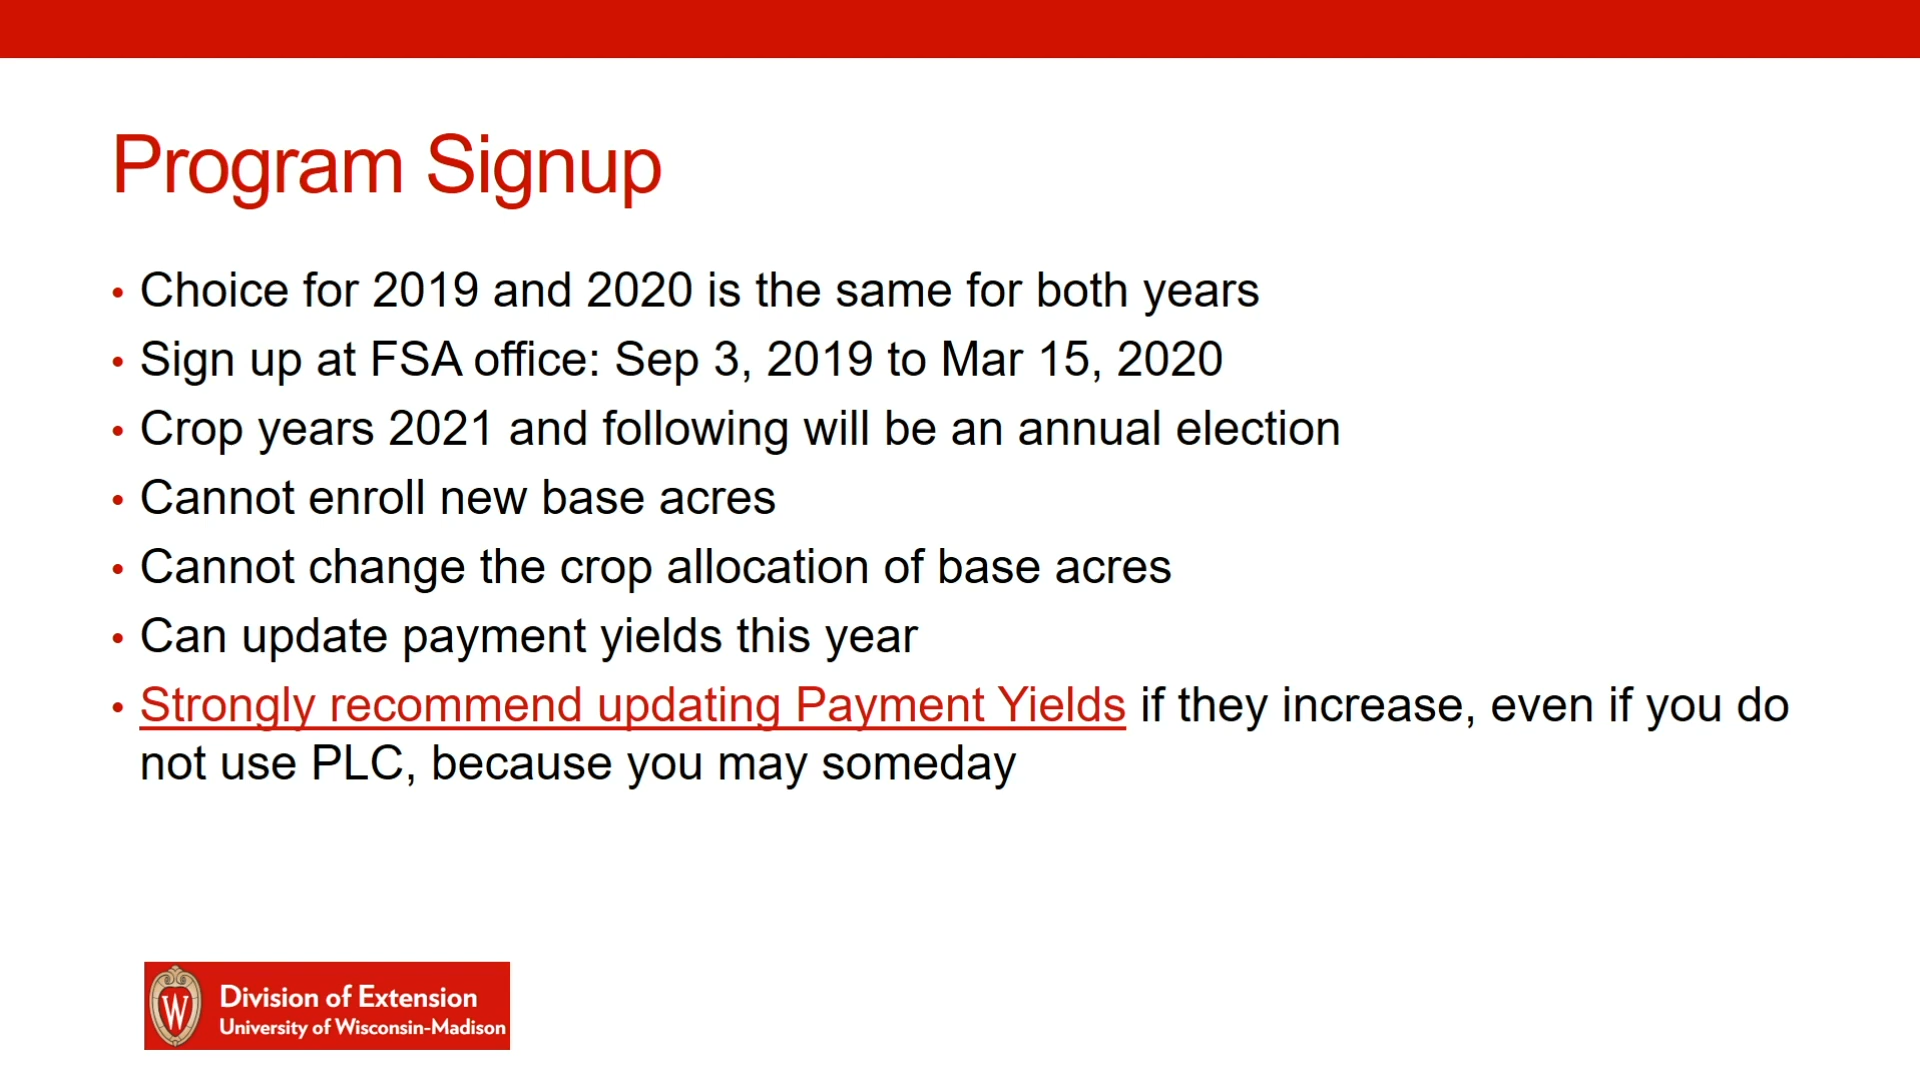 Program Signup
• Choice for 2019 and 2020 is the same for both years
• Sign up at FSA office: Sep 3, 2019 to Mar 15, 2020
• Crop years 2021 and following will be an annual election
• Cannot enroll new base acres
• Cannot change the crop allocation of base acres
• Can update payment yields this year
• Strongly recommend updating Payment Yields if they increase, even if you do
not use PLC, because you may someday
W
Division of Extension
University of Wisconsin-Madison